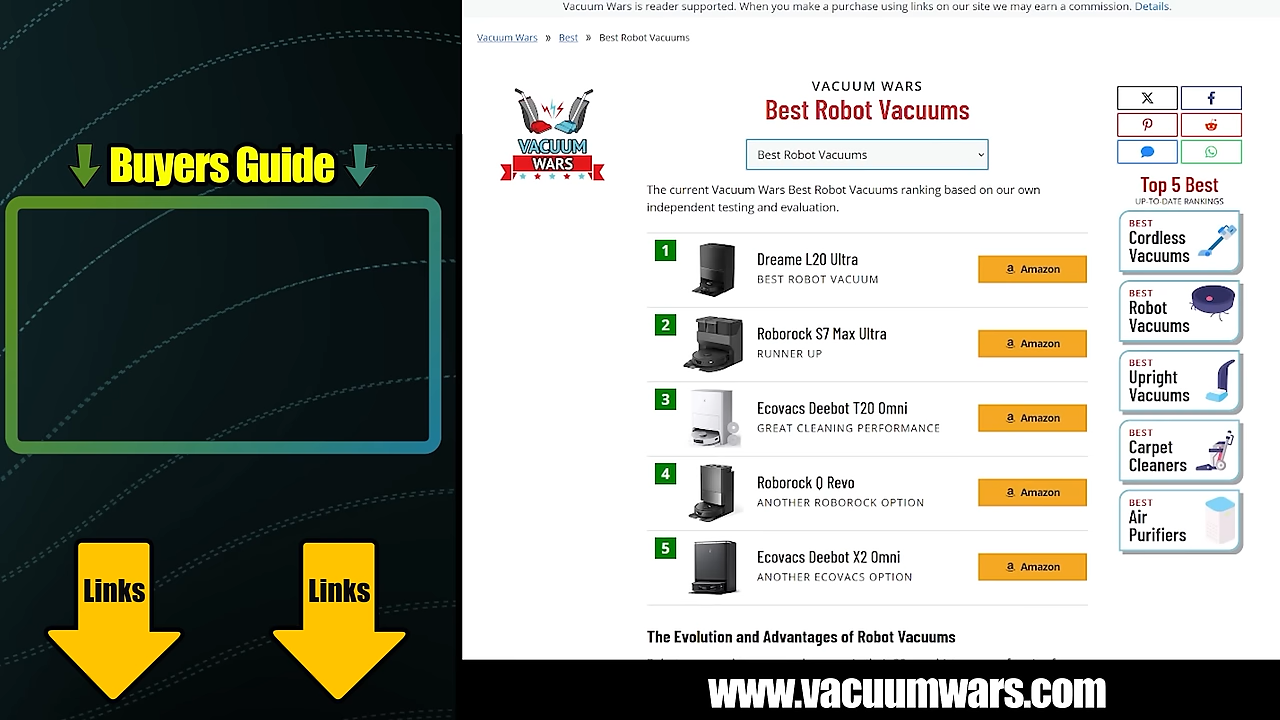 Buyers Guide
Links
Links
Vacuum Wars is reader supported. When you make a purchase using links on our site we may earn a commission. Details.
Vacuum Wars » Best » Best Robot Vacuums
VACUUM
WARS
VACUUM WARS
Best Robot Vacuums
Best Robot Vacuums
The current Vacuum Wars Best Robot Vacuums ranking based on our own
independent testing and evaluation.
1
Dreame L20 Ultra
BEST ROBOT VACUUM
Amazon
2
Roborock S7 Max Ultra
RUNNER UP
Amazon
3
Ecovacs Deebot T20 Omni
GREAT CLEANING PERFORMANCE
Amazon
4
Roborock Q Revo
ANOTHER ROBOROCK OPTION
Amazon
5
Ecovacs Deebot X2 Omni
ANOTHER ECOVACS OPTION
Amazon
The Evolution and Advantages of Robot Vacuums
Top 5 Best
UP-TO-DATE RANKINGS
BEST
Cordless
Vacuums
BEST
Robot
Vacuums
BEST
Upright
Vacuums
BEST
Carpet
Cleaners
BEST
Air
Purifiers
www.vacuumwars.com